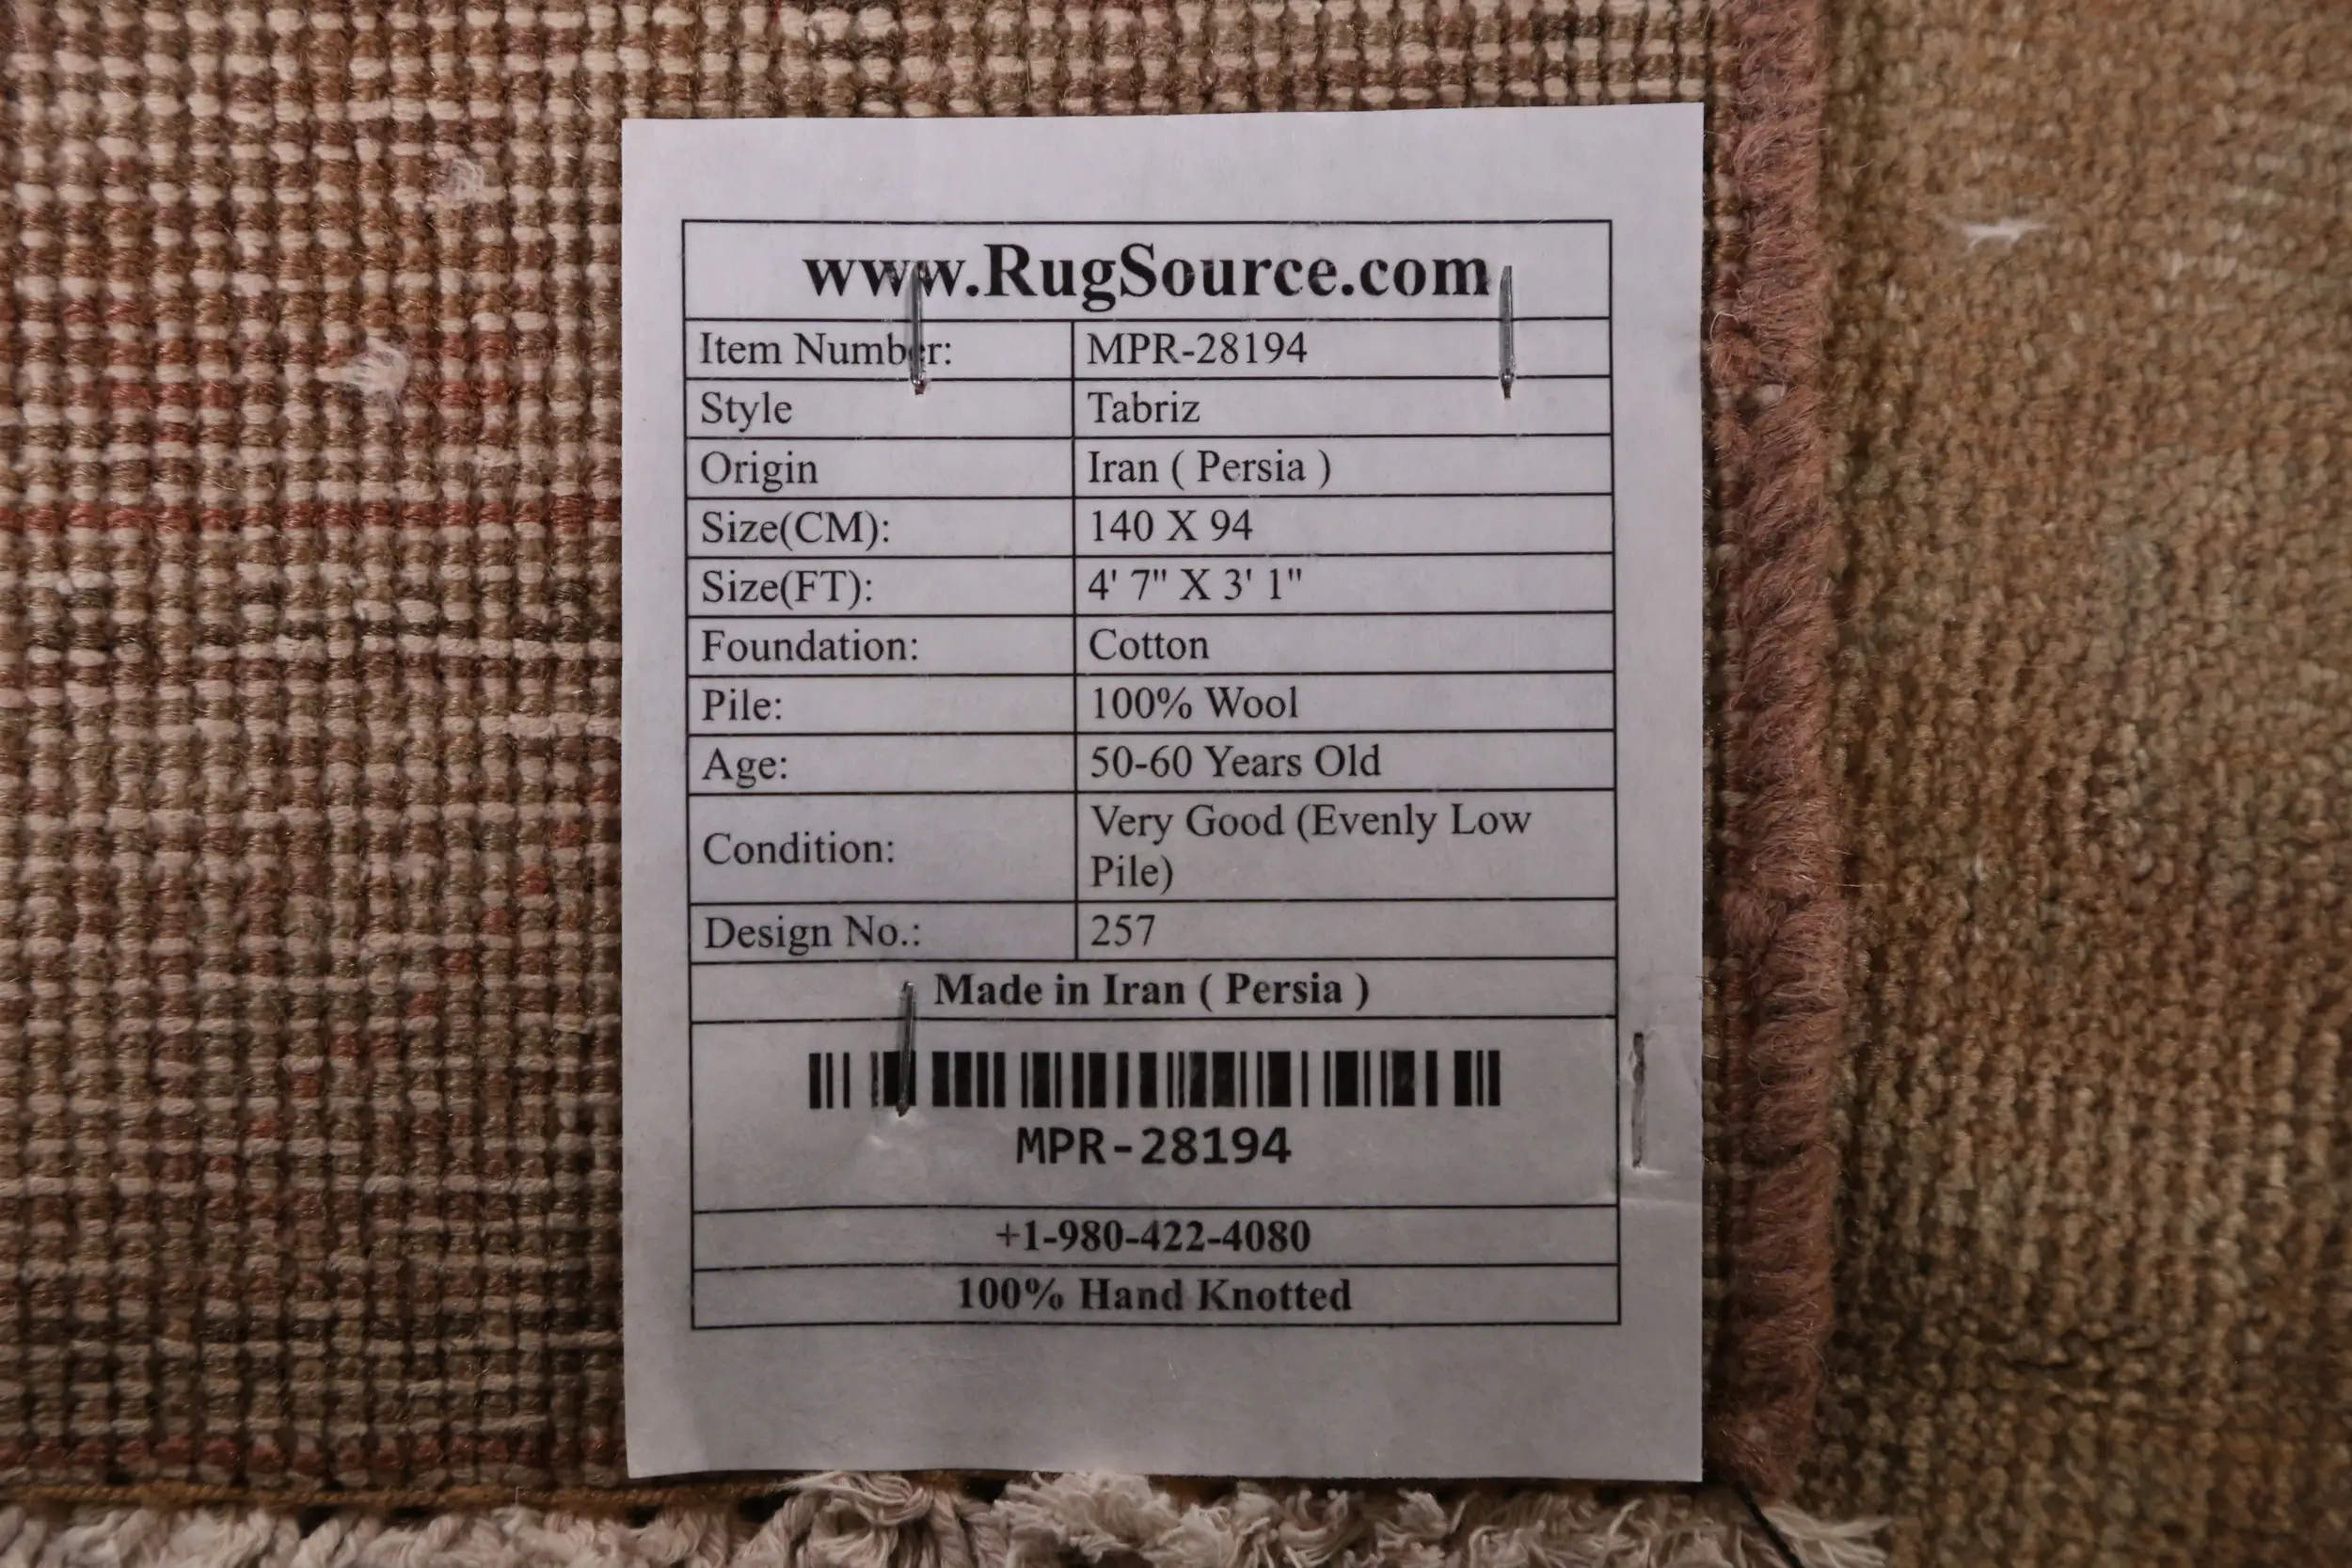 www.RugSource.com
Item Number: MPR-28194
Style Tabriz
Origin Iran ( Persia )
Size(CM): 140 X 94
Size(FT): 4' 7" X 3' 1"
Foundation: Cotton
Pile: 100% Wool
Age: 50-60 Years Old
Condition: Very Good (Evenly Low
Pile)
Design No.: 257
Made in Iran ( Persia )
MPR-28194
+1-980-422-4080
100% Hand Knotted